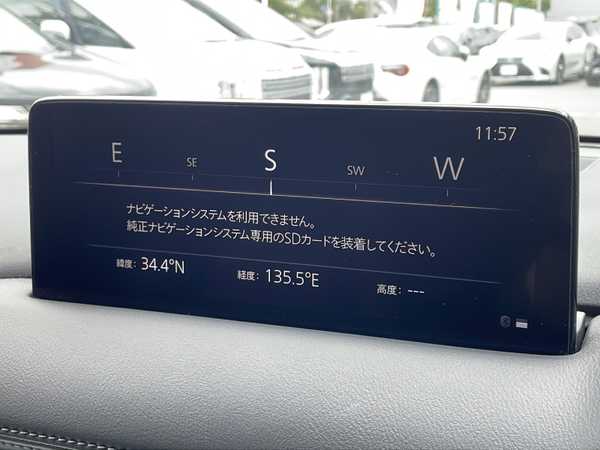 11:57
E SE S SW W
ナビゲーションシステムを利用できません。
純正ナビゲーションシステム専用のSDカードを装着してください。
緯度: 34.4°N 経度: 135.5°E 高度: ---